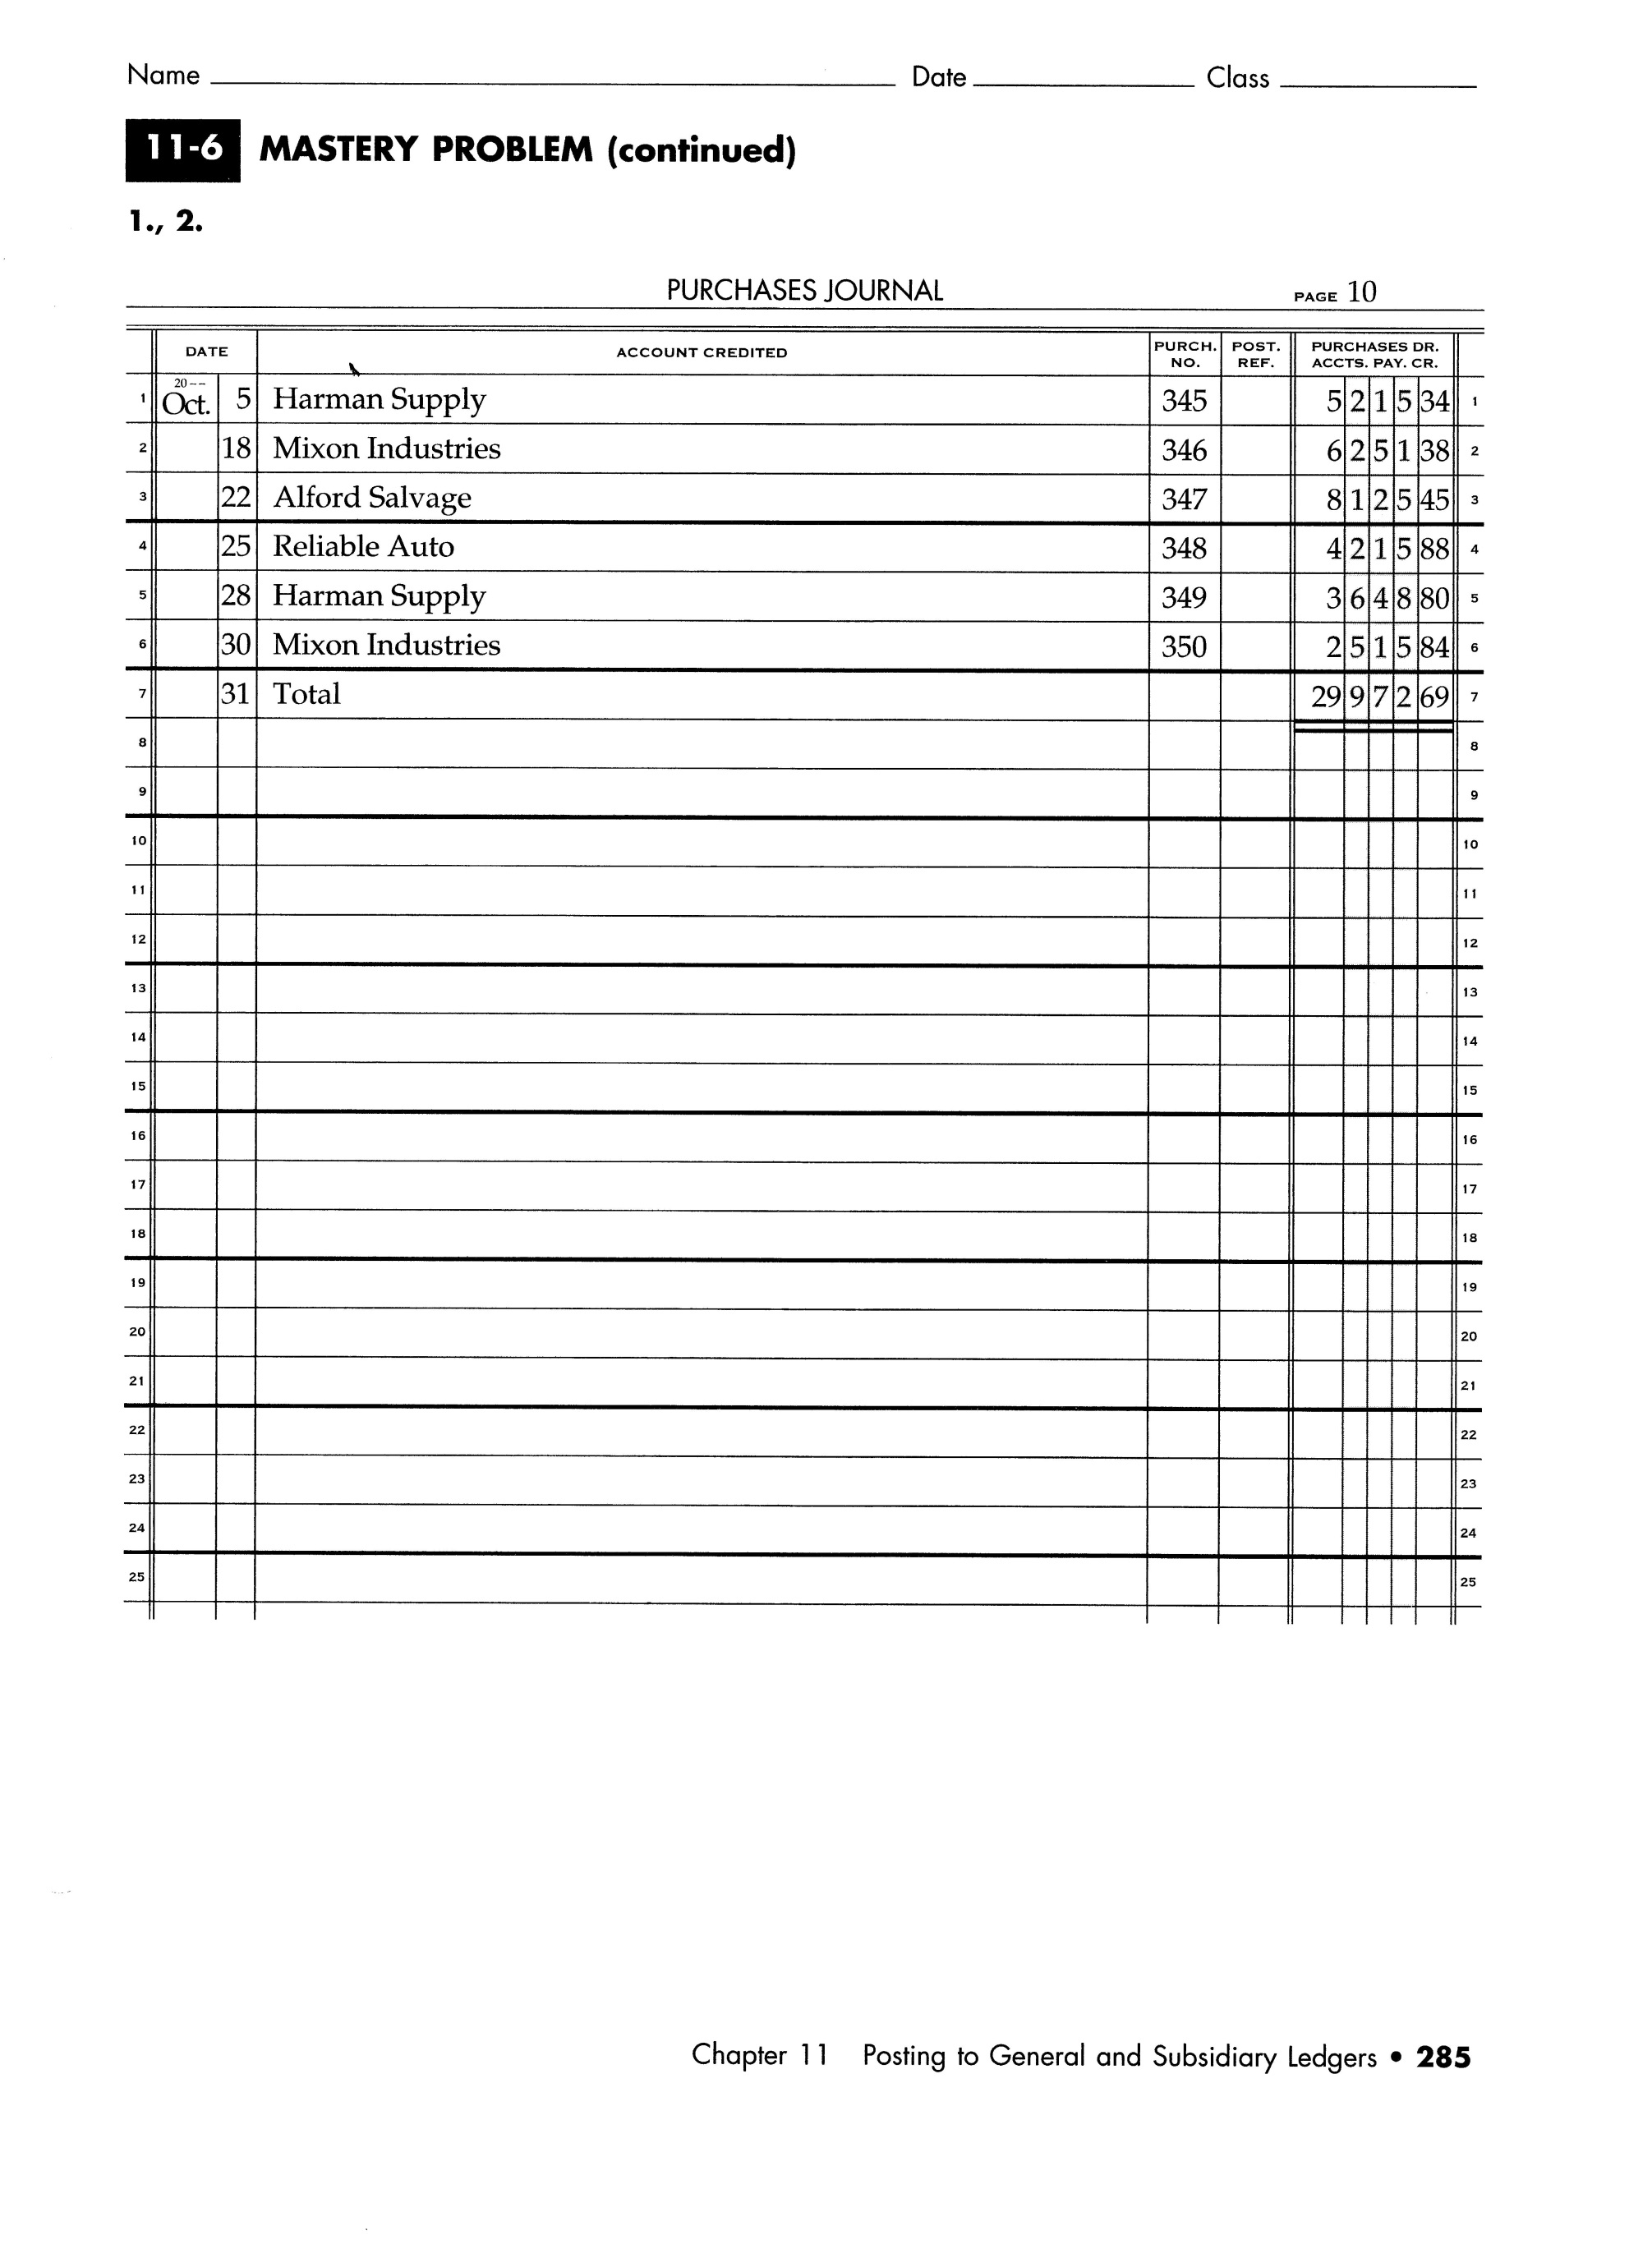 Name Date Class
11-6 MASTERY PROBLEM (continued)
1., 2.
PURCHASES JOURNAL PAGE 10
DATE ACCOUNT CREDITED PURCH. NO. POST. REF. PURCHASES DR. ACCTS. PAY. CR.
20--
1 Oct. 5 Harman Supply 345 5 2 1 5 34 1
2 18 Mixon Industries 346 6 2 5 1 38 2
3 22 Alford Salvage 347 8 1 2 5 45 3
4 25 Reliable Auto 348 4 2 1 5 88 4
5 28 Harman Supply 349 3 6 4 8 80 5
6 30 Mixon Industries 350 2 5 1 5 84 6
7 31 Total 29 9 7 2 69 7
8 8
9 9
10 10
11 11
12 12
13 13
14 14
15 15
16 16
17 17
18 18
19 19
20 20
21 21
22 22
23 23
24 24
25 25
Chapter 11 Posting to General and Subsidiary Ledgers • 285